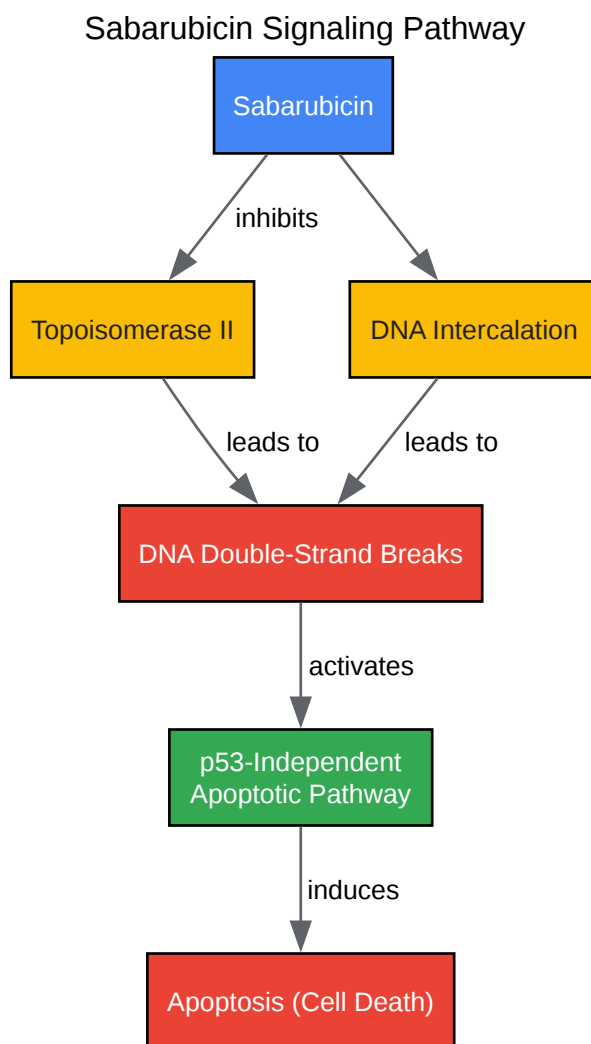 Sabarubicin Signaling Pathway
Sabarubicin
inhibits
Topoisomerase II
DNA Intercalation
leads to
leads to
DNA Double-Strand Breaks
activates
p53-Independent
Apoptotic Pathway
induces
Apoptosis (Cell Death)